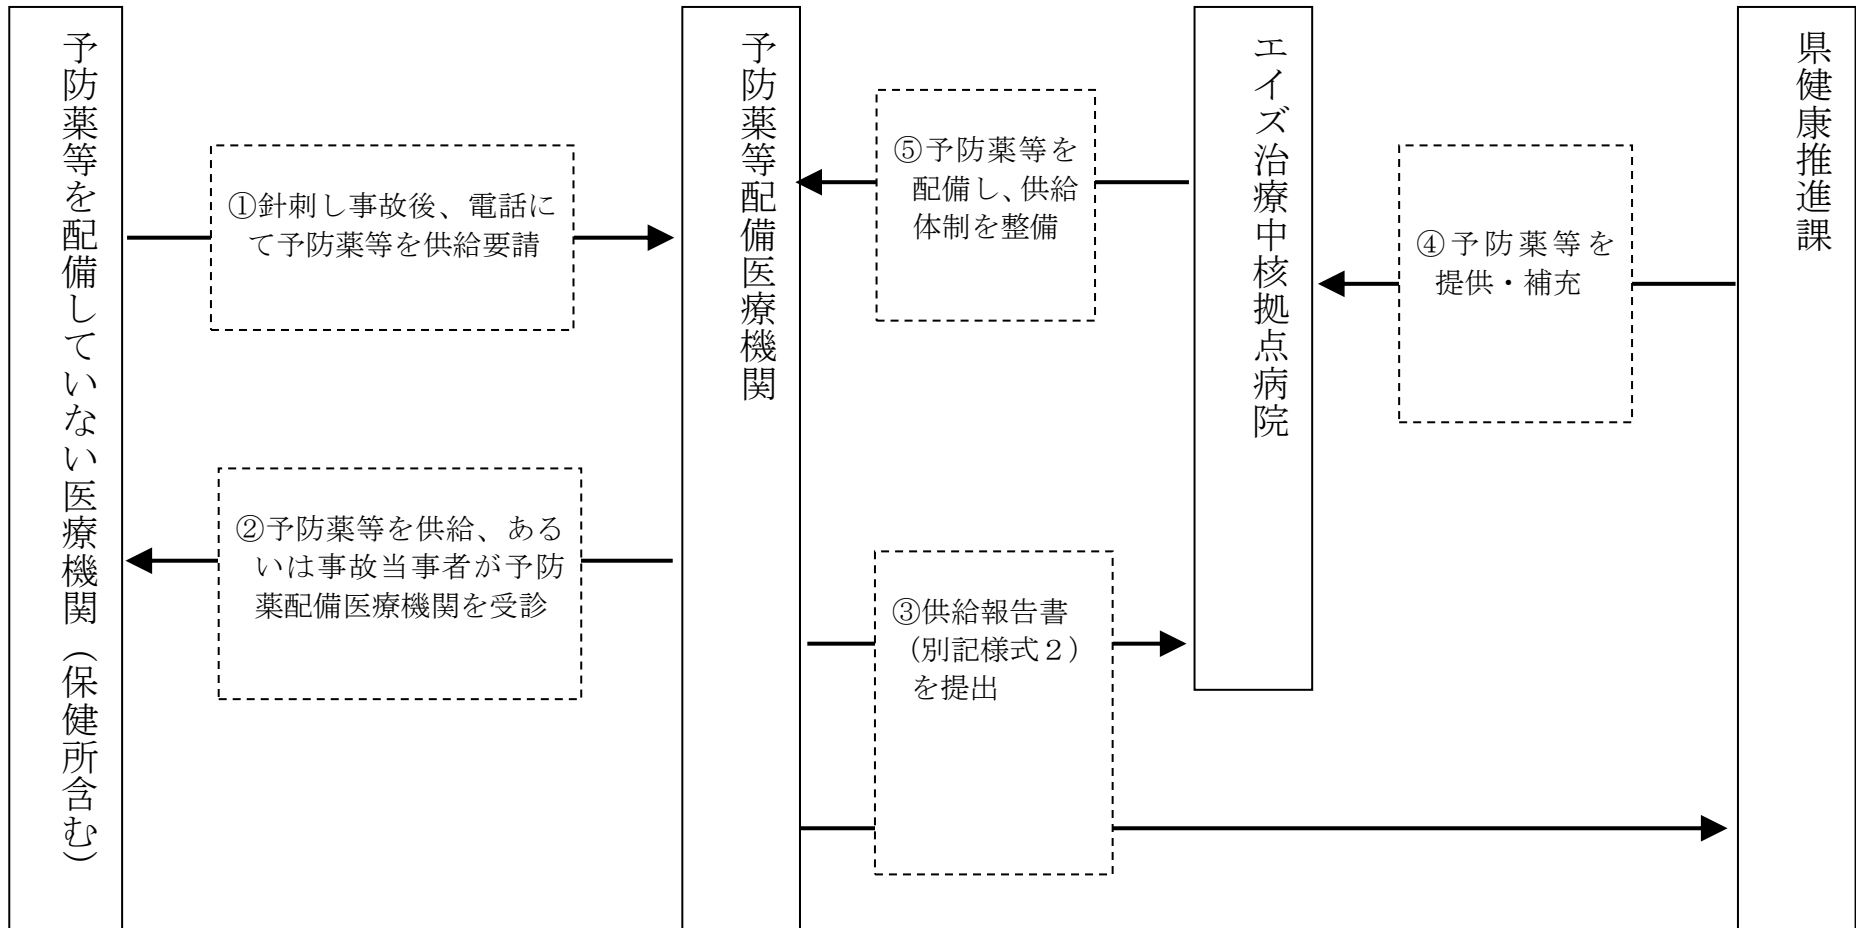 予防薬等を配備していない医療機関（保健所含む）
①針刺し事故後、電話に
て予防薬等を供給要請
②予防薬等を供給、ある
いは事故当事者が予防
薬配備医療機関を受診
予防薬等配備医療機関
⑤予防薬等を
配備し、供給
体制を整備
③供給報告書
（別記様式２）
を提出
エイズ治療中核拠点病院
④予防薬等を
提供・補充
県健康推進課